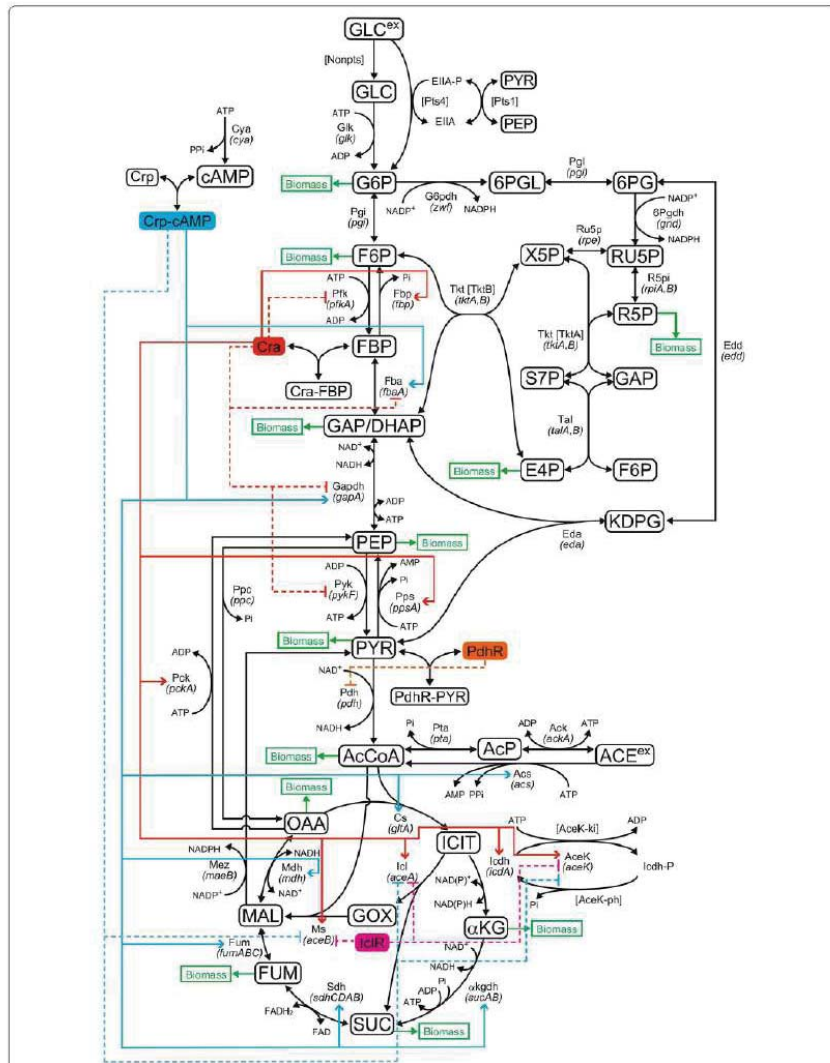 GLCᵉˣ
[Nonpts]
EIIA-P
PYR
GLC
[Pts4]
[Pts1]
ATP
EIIA
PEP
Glk
(glk)
ADP
ATP
Cya
(cya)
PPi
Crp
cAMP
Crp-cAMP
Biomass
G6P
6PGL
Pgl
(pgl)
6PG
NADP⁺
G6pdh
(zwf)
NADPH
NADP⁺
6Pgdh
(gnd)
NADPH
Pgi
(pgi)
Biomass
F6P
X5P
Ru5p
(rpe)
RU5P
ATP
Pi
Pfk
(pfkA)
Fbp
(fbp)
ADP
Tkt [TktB]
(tktA,B)
R5pi
(rpiA,B)
R5P
Biomass
Cra
FBP
Cra-FBP
Tkt [TktA]
(tktA,B)
Edd
(edd)
Fba
(fbaA)
S7P
GAP
Biomass
GAP/DHAP
Tal
(talA,B)
NAD⁺
NADH
Biomass
E4P
F6P
Gapdh
(gapA)
ADP
ATP
KDPG
Eda
(eda)
PEP
Biomass
ADP
AMP
Pi
Pyk
(pykF)
Pps
(ppsA)
ATP
ATP
Ppc
(ppc)
Pi
Biomass
PYR
PdhR
ADP
Pck
(pckA)
ATP
NAD⁺
Pdh
(pdh)
NADH
PdhR-PYR
Pi
Pta
(pta)
ADP
Ack
(ackA)
ATP
Biomass
AcCoA
AcP
ACEᵉˣ
Acs
(acs)
AMP
PPi
ATP
Biomass
OAA
Cs
(gltA)
ATP
[AceK-ki]
ADP
ICIT
NADPH
Mez
(maeB)
NADP⁺
NADH
Mdh
(mdh)
NAD⁺
Icl
(aceA)
Icdh
(icdA)
AceK
(aceK)
Icdh-P
NAD(P)⁺
NAD(P)H
Pi
[AceK-ph]
MAL
GOX
Ms
(aceB)
IclR
αKG
Biomass
Fum
(fumABC)
NAD⁺
NADH
Biomass
FUM
Sdh
(sdhCDAB)
Pi
ADP
ATP
αkgdh
(sucAB)
FADH₂
FAD
SUC
Biomass